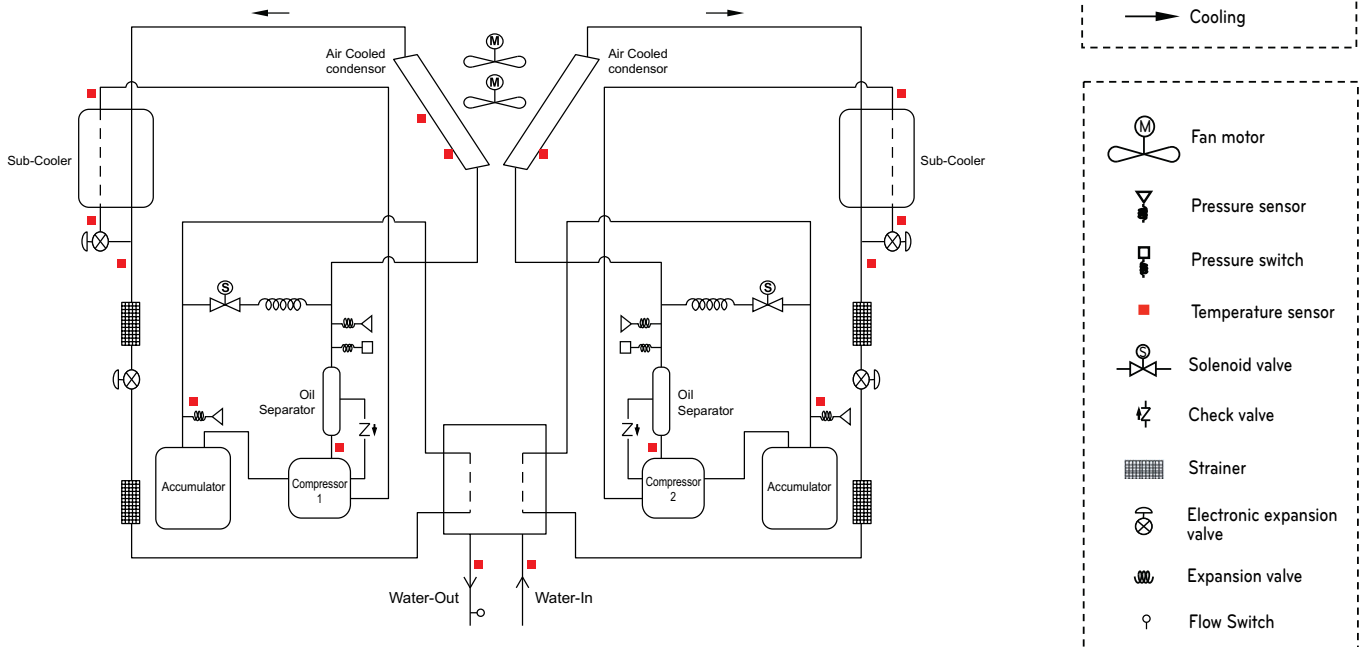 Cooling
Air Cooled
condensor
M
M
Air Cooled
condensor
Sub-Cooler
Sub-Cooler
S
S
Oil
Separator
Oil
Separator
Z
Z
Accumulator
Compressor
1
Compressor
2
Accumulator
Water-Out
Water-In
M
Fan motor
Pressure sensor
Pressure switch
Temperature sensor
S
Solenoid valve
Z
Check valve
Strainer
Electronic expansion
valve
Expansion valve
Flow Switch